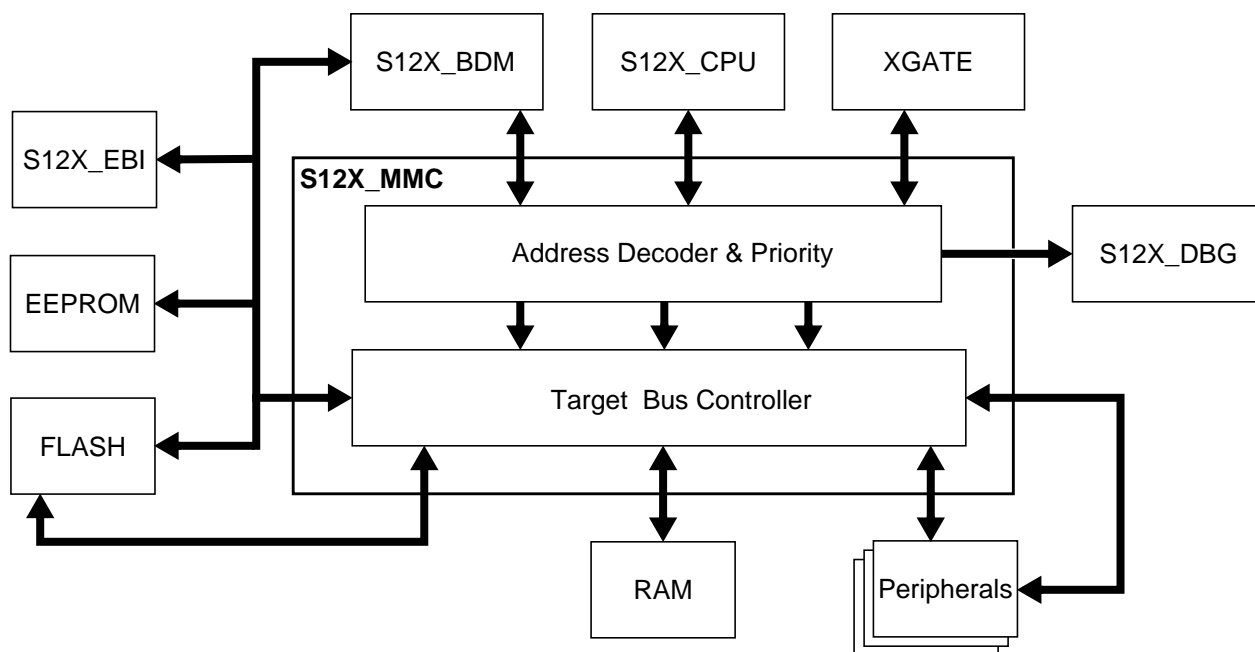 S12X_BDM
S12X_CPU
XGATE
S12X_EBI
S12X_MMC
Address Decoder & Priority
S12X_DBG
EEPROM
Target Bus Controller
FLASH
RAM
Peripherals